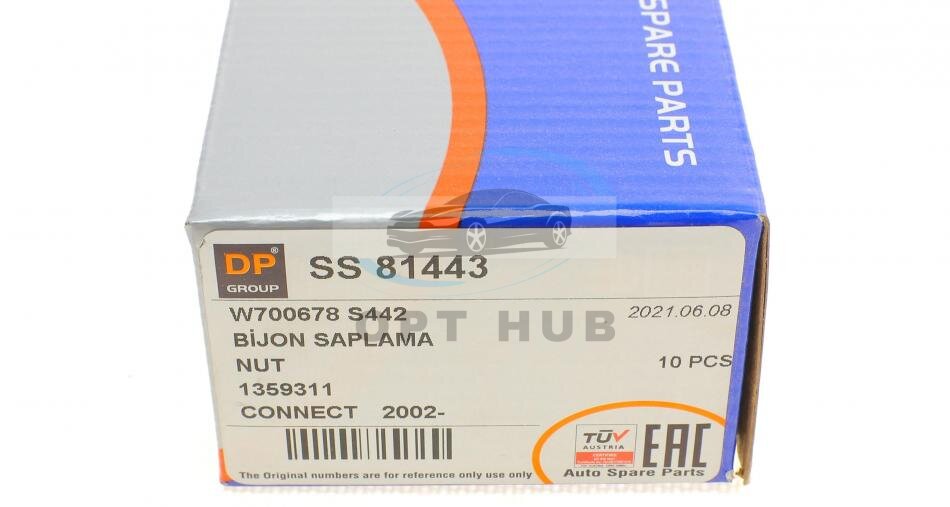 SPARE PARTS
DP® GROUP
SS 81443
W700678 S442
2021.06.08
BİJON SAPLAMA
OPT HUB
NUT
10 PCS
1359311
CONNECT 2002-
TÜV
AUSTRIA
CERTIFIED
EAC
Auto Spare Parts
The Original numbers are for reference only use only